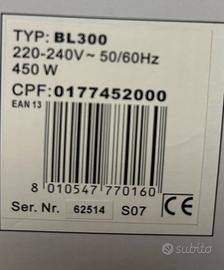 TYP: BL300
220-240V ~ 50/60Hz
450 W
CPF: 0177452000
EAN 13
8 010547 770160
Ser. Nr. 62514 S07 CE
subito